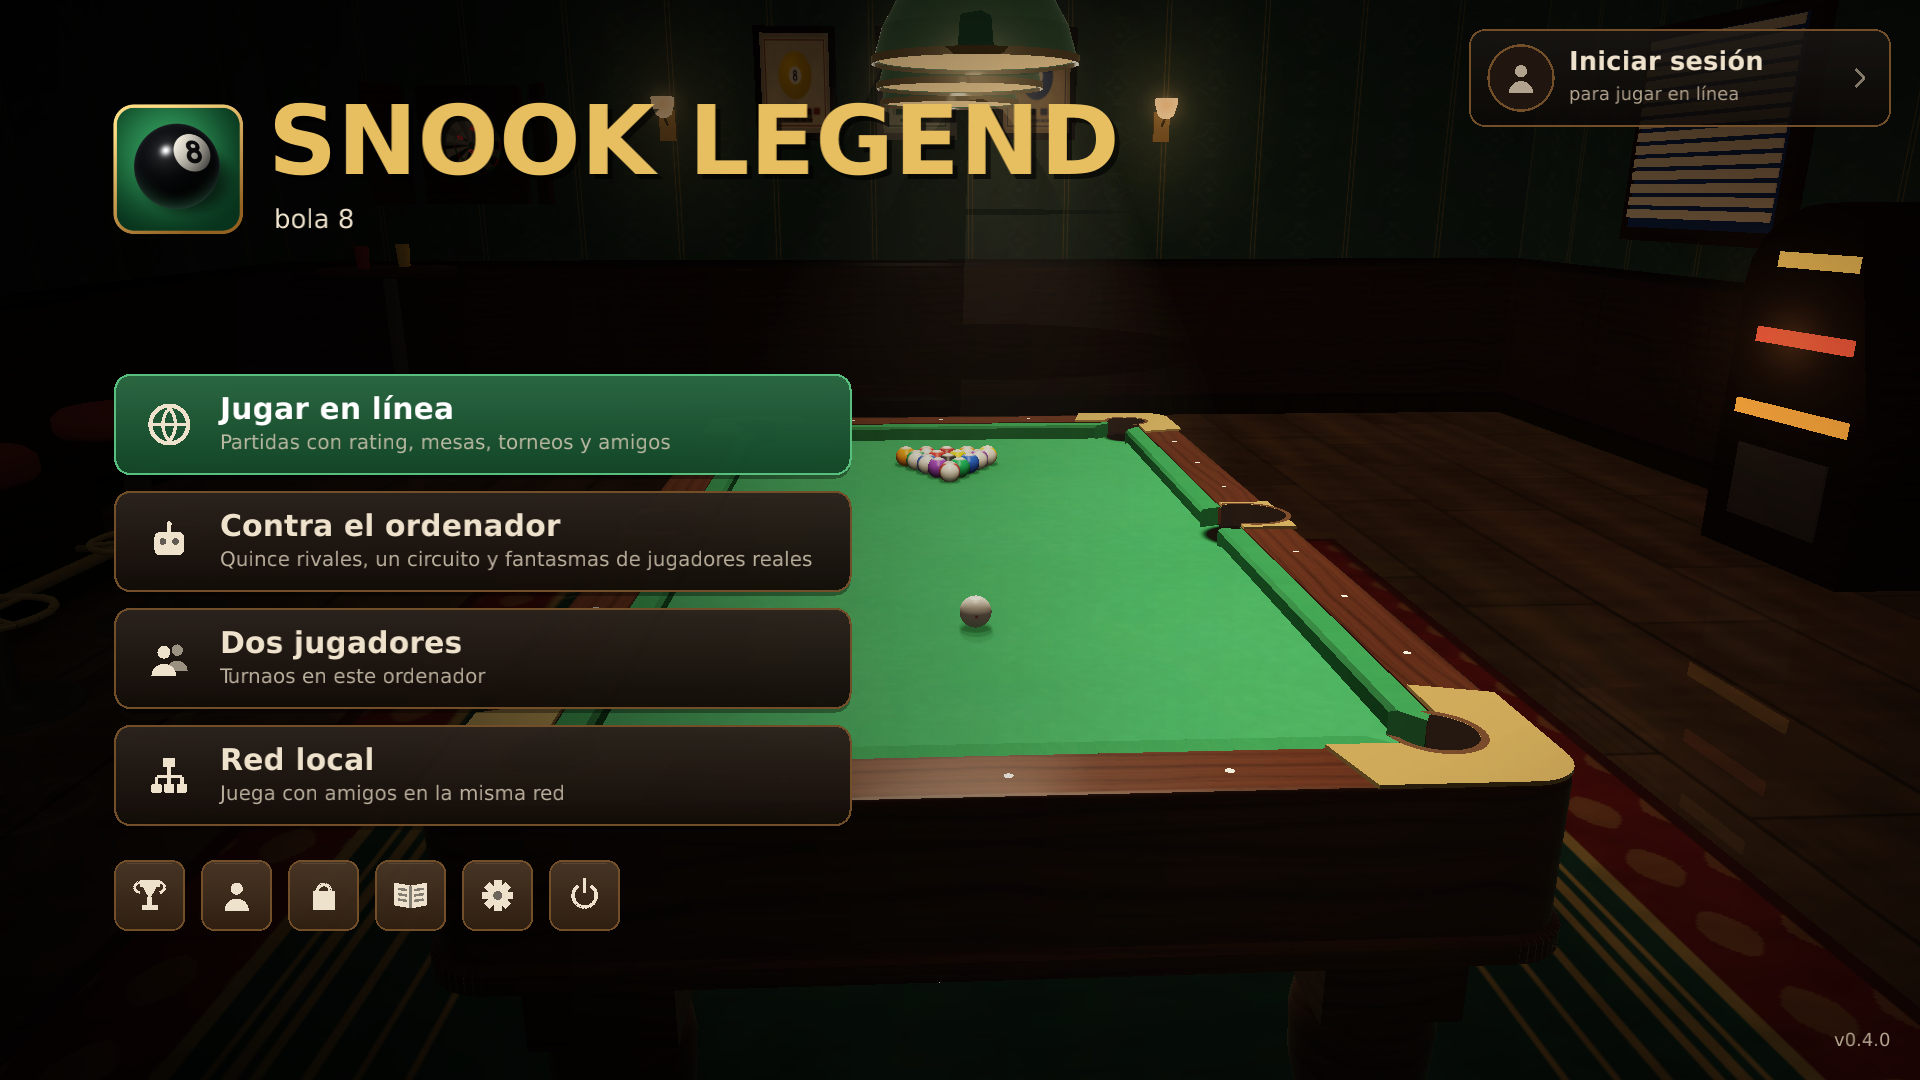 SNOOK LEGEND
bola 8
Iniciar sesión
para jugar en línea
Jugar en línea
Partidas con rating, mesas, torneos y amigos
Contra el ordenador
Quince rivales, un circuito y fantasmas de jugadores reales
Dos jugadores
Turnaos en este ordenador
Red local
Juega con amigos en la misma red
8
8
v0.4.0